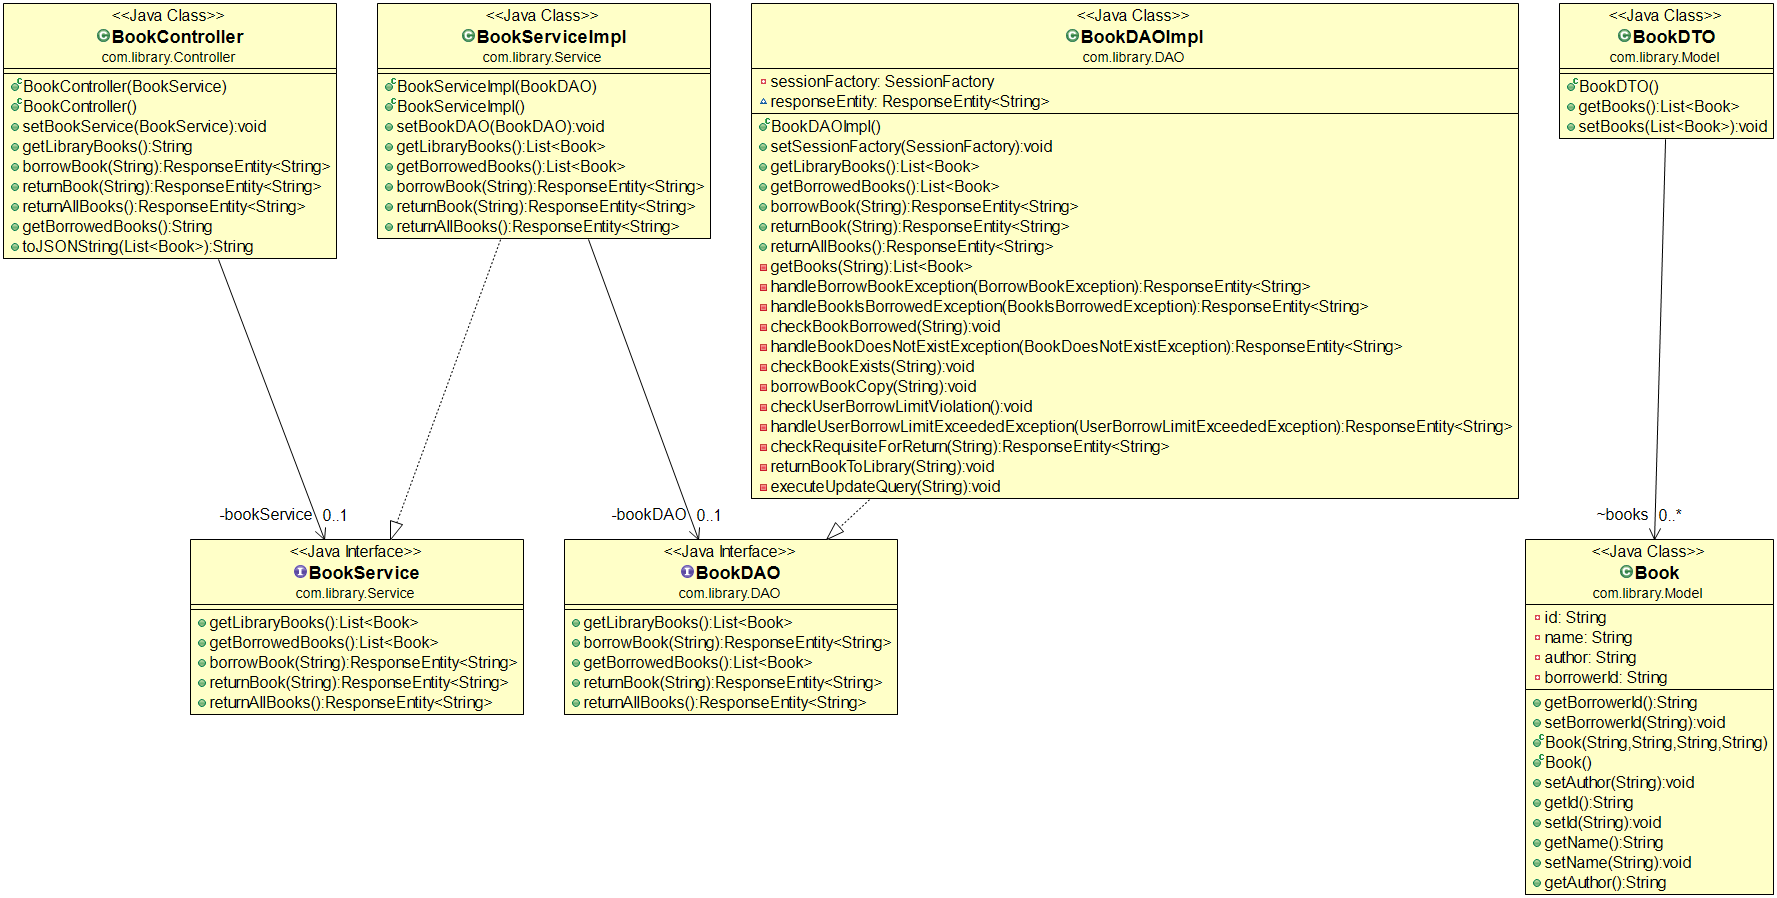 <<Java Class>>
BookController
com.library.Controller
BookController(BookService)
BookController()
setBookService(BookService):void
getLibraryBooks():String
borrowBook(String):ResponseEntity<String>
returnBook(String):ResponseEntity<String>
returnAllBooks():ResponseEntity<String>
getBorrowedBooks():String
toJSONString(List<Book>):String
<<Java Class>>
BookServiceImpl
com.library.Service
BookServiceImpl(BookDAO)
BookServiceImpl()
setBookDAO(BookDAO):void
getLibraryBooks():List<Book>
getBorrowedBooks():List<Book>
borrowBook(String):ResponseEntity<String>
returnBook(String):ResponseEntity<String>
returnAllBooks():ResponseEntity<String>
<<Java Class>>
BookDAOImpl
com.library.DAO
sessionFactory: SessionFactory
responseEntity: ResponseEntity<String>
BookDAOImpl()
setSessionFactory(SessionFactory):void
getLibraryBooks():List<Book>
getBorrowedBooks():List<Book>
borrowBook(String):ResponseEntity<String>
returnBook(String):ResponseEntity<String>
returnAllBooks():ResponseEntity<String>
getBooks(String):List<Book>
handleBorrowBookException(BorrowBookException):ResponseEntity<String>
handleBookIsBorrowedException(BookIsBorrowedException):ResponseEntity<String>
checkBookBorrowed(String):void
handleBookDoesNotExistException(BookDoesNotExistException):ResponseEntity<String>
checkBookExists(String):void
borrowBookCopy(String):void
checkUserBorrowLimitViolation():void
handleUserBorrowLimitExceededException(UserBorrowLimitExceededException):ResponseEntity<String>
checkRequisiteForReturn(String):ResponseEntity<String>
returnBookToLibrary(String):void
executeUpdateQuery(String):void
<<Java Class>>
BookDTO
com.library.Model
BookDTO()
getBooks():List<Book>
setBooks(List<Book>):void
-bookService 0..1
-bookDAO 0..1
~books 0..*
<<Java Interface>>
BookService
com.library.Service
getLibraryBooks():List<Book>
getBorrowedBooks():List<Book>
borrowBook(String):ResponseEntity<String>
returnBook(String):ResponseEntity<String>
returnAllBooks():ResponseEntity<String>
<<Java Interface>>
BookDAO
com.library.DAO
getLibraryBooks():List<Book>
borrowBook(String):ResponseEntity<String>
getBorrowedBooks():List<Book>
returnBook(String):ResponseEntity<String>
returnAllBooks():ResponseEntity<String>
<<Java Class>>
Book
com.library.Model
id: String
name: String
author: String
borrowerId: String
getBorrowerId():String
setBorrowerId(String):void
Book(String,String,String,String)
Book()
setAuthor(String):void
getId():String
setId(String):void
getName():String
setName(String):void
getAuthor():String